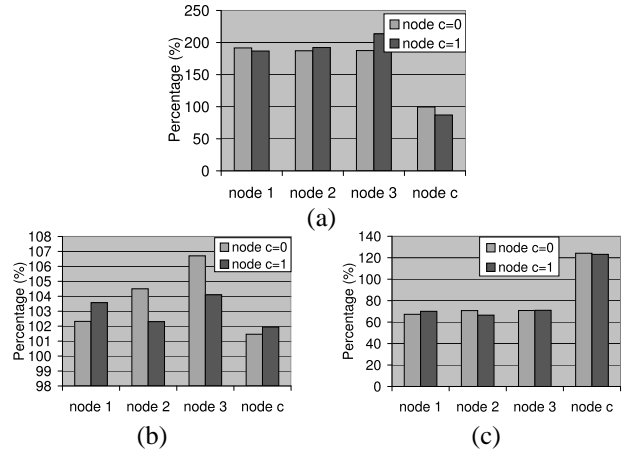 250
200
150
100
50
0
Percentage (%)
node c=0
node c=1
node 1 node 2 node 3 node c
(a)
108
107
106
105
104
103
102
101
100
99
98
Percentage (%)
node c=0
node c=1
node 1 node 2 node 3 node c
(b)
140
120
100
80
60
40
20
0
Percentage (%)
node c=0
node c=1
node 1 node 2 node 3 node c
(c)